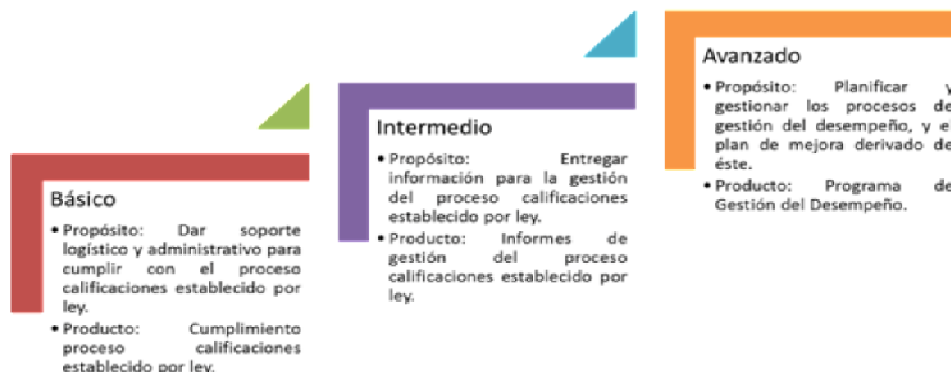 Básico
• Propósito: Dar soporte
logístico y administrativo para
cumplir con el proceso
calificaciones establecido por
ley.
• Producto: Cumplimiento
proceso calificaciones
establecido por ley.
Intermedio
• Propósito: Entregar
información para la gestión
del proceso calificaciones
establecido por ley.
• Producto: Informes de
gestión del proceso
calificaciones establecido por
ley.
Avanzado
• Propósito: Planificar y
gestionar los procesos de
gestión del desempeño, y el
plan de mejora derivado de
éste.
• Producto: Programa de
Gestión del Desempeño.